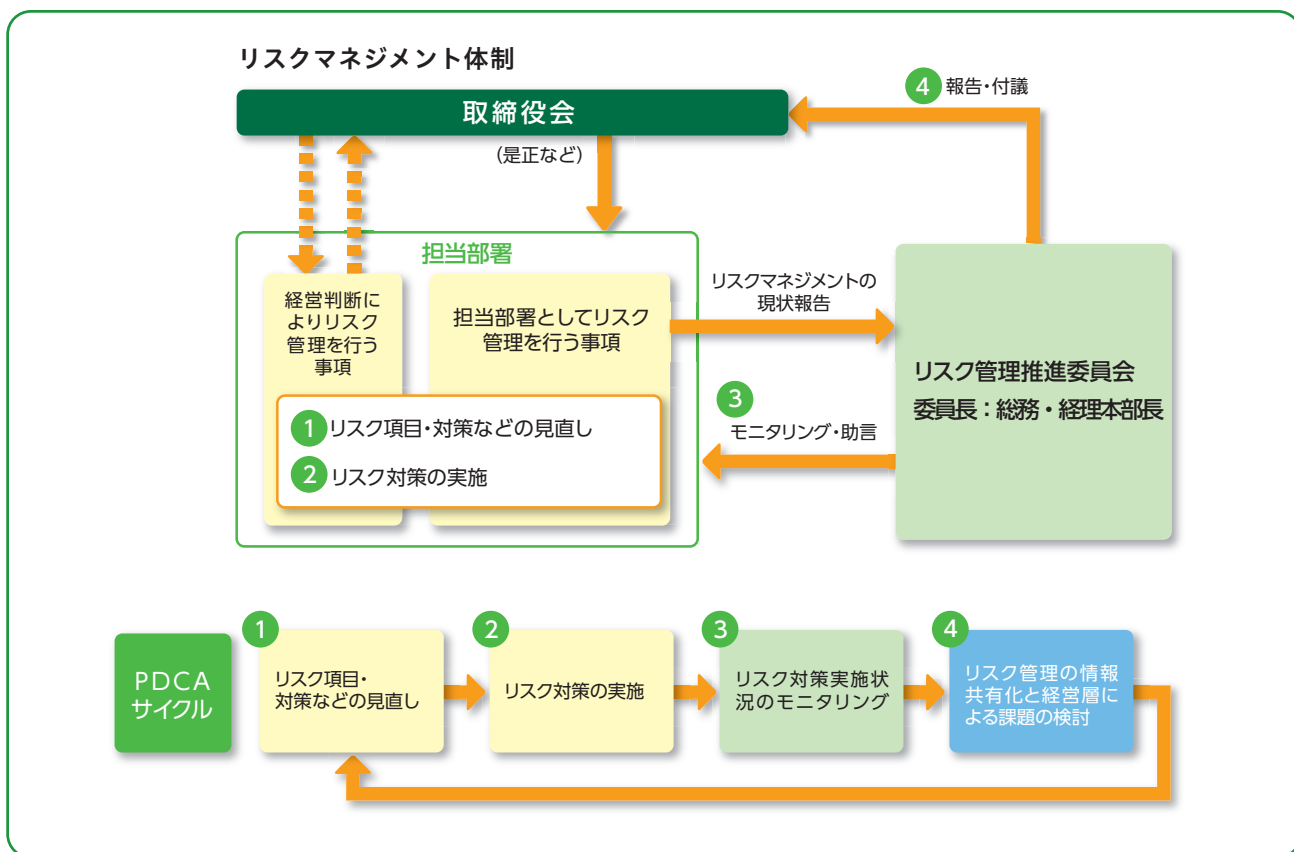 リスクマネジメント体制
取締役会
4 報告・付議
(是正など)
担当部署
経営判断に
よりリスク
管理を行う
事項
担当部署としてリスク
管理を行う事項
リスクマネジメントの
現状報告
リスク管理推進委員会
委員長：総務・経理本部長
3
モニタリング・助言
1 リスク項目・対策などの見直し
2 リスク対策の実施
PDCA
サイクル
1
リスク項目・
対策などの見直し
2
リスク対策の実施
3
リスク対策実施状
況のモニタリング
4
リスク管理の情報
共有化と経営層に
よる課題の検討